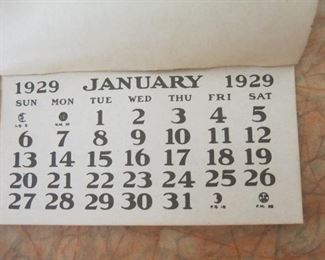 1929 JANUARY 1929
SUN MON TUE WED THU FRI SAT
1 2 3 4 5
6 7 8 9 10 11 12
13 14 15 16 17 18 19
20 21 22 23 24 25 26
27 28 29 30 31